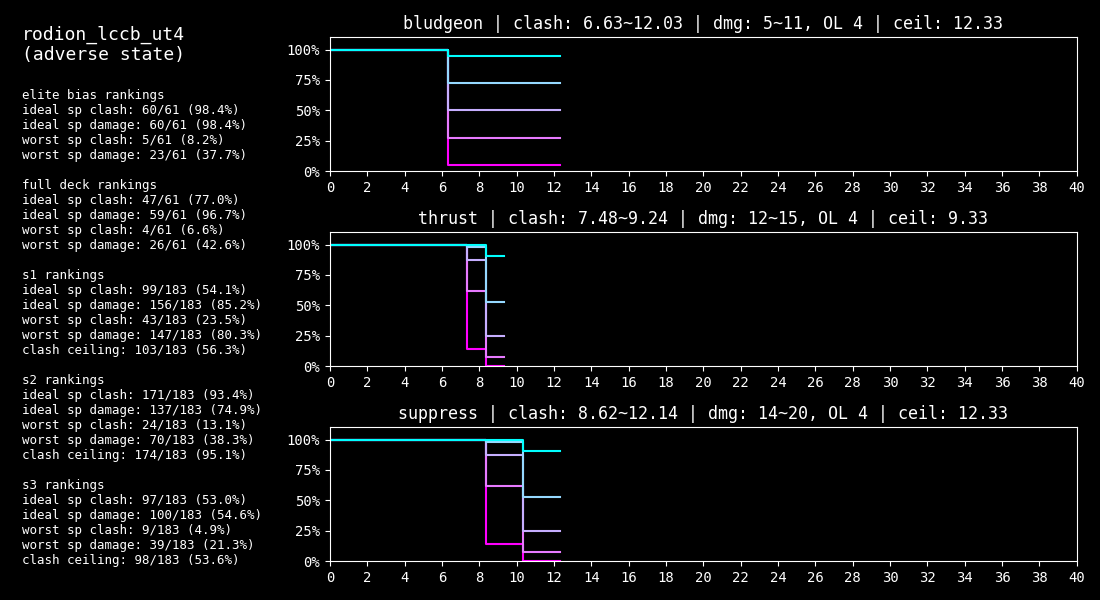 rodion_lccb_ut4
(adverse state)
elite bias rankings
ideal sp clash: 60/61 (98.4%)
ideal sp damage: 60/61 (98.4%)
worst sp clash: 5/61 (8.2%)
worst sp damage: 23/61 (37.7%)
full deck rankings
ideal sp clash: 47/61 (77.0%)
ideal sp damage: 59/61 (96.7%)
worst sp clash: 4/61 (6.6%)
worst sp damage: 26/61 (42.6%)
s1 rankings
ideal sp clash: 99/183 (54.1%)
ideal sp damage: 156/183 (85.2%)
worst sp clash: 43/183 (23.5%)
worst sp damage: 147/183 (80.3%)
clash ceiling: 103/183 (56.3%)
s2 rankings
ideal sp clash: 171/183 (93.4%)
ideal sp damage: 137/183 (74.9%)
worst sp clash: 24/183 (13.1%)
worst sp damage: 70/183 (38.3%)
clash ceiling: 174/183 (95.1%)
s3 rankings
ideal sp clash: 97/183 (53.0%)
ideal sp damage: 100/183 (54.6%)
worst sp clash: 9/183 (4.9%)
worst sp damage: 39/183 (21.3%)
clash ceiling: 98/183 (53.6%)
bludgeon | clash: 6.63~12.03 | dmg: 5~11, OL 4 | ceil: 12.33
100%
75%
50%
25%
0%
0 2 4 6 8 10 12 14 16 18 20 22 24 26 28 30 32 34 36 38 40
thrust | clash: 7.48~9.24 | dmg: 12~15, OL 4 | ceil: 9.33
100%
75%
50%
25%
0%
0 2 4 6 8 10 12 14 16 18 20 22 24 26 28 30 32 34 36 38 40
suppress | clash: 8.62~12.14 | dmg: 14~20, OL 4 | ceil: 12.33
100%
75%
50%
25%
0%
0 2 4 6 8 10 12 14 16 18 20 22 24 26 28 30 32 34 36 38 40